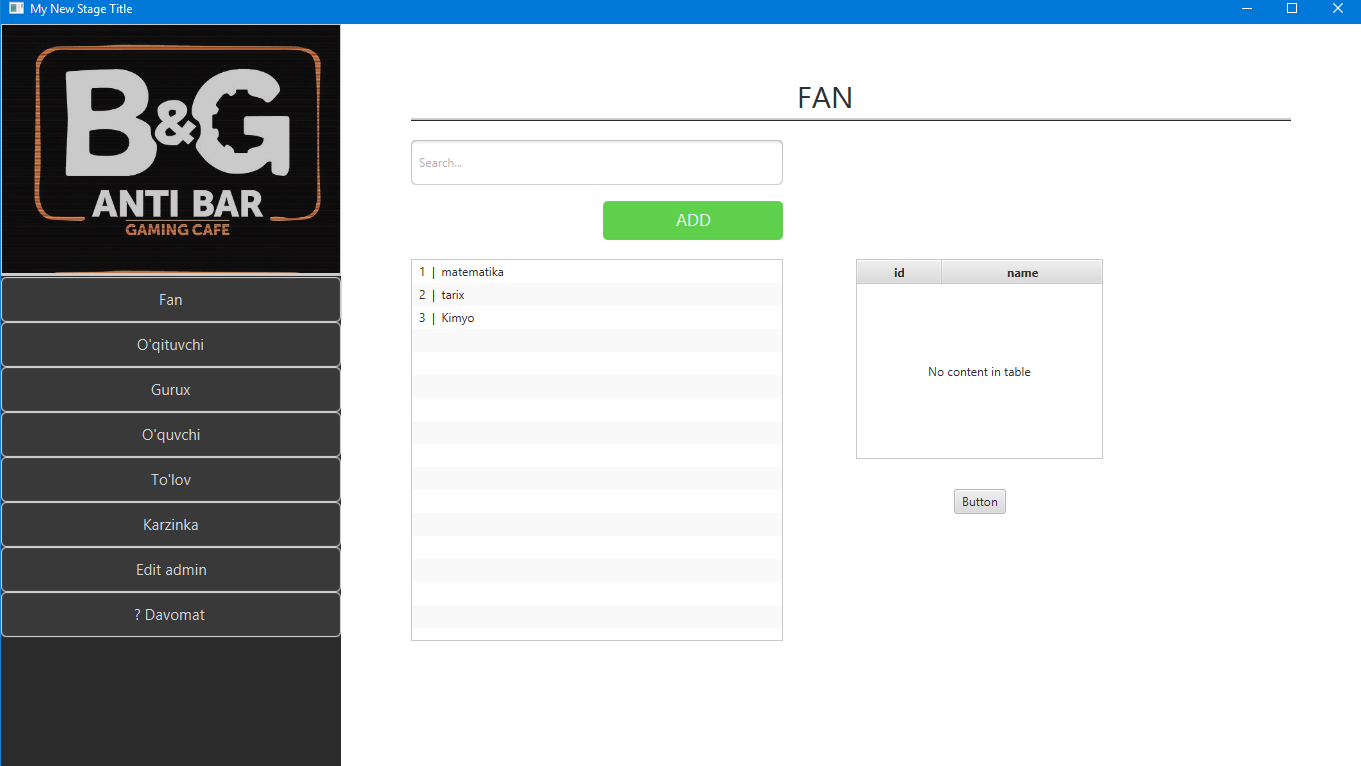 My New Stage Title
B&G
ANTI BAR
GAMING CAFE
Fan
O'qituvchi
Gurux
O'quvchi
To'lov
Karzinka
Edit admin
? Davomat
FAN
Search...
ADD
1 | matematika
2 | tarix
3 | Kimyo
id name
No content in table
Button